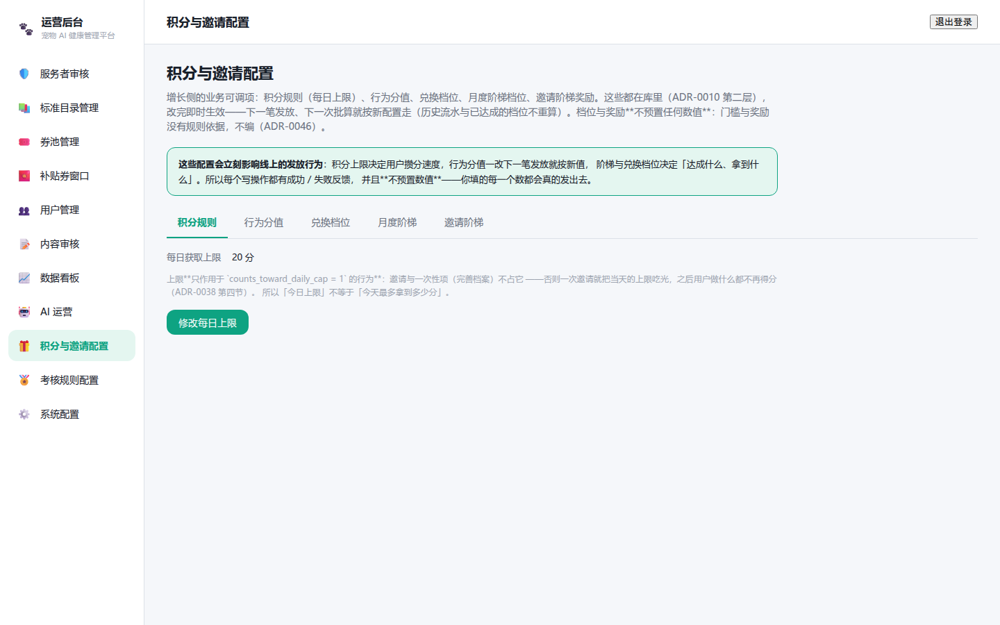 运营后台
宠物 AI 健康管理平台
服务者审核
标准目录管理
券池管理
补贴券窗口
用户管理
内容审核
数据看板
AI 运营
积分与邀请配置
考核规则配置
系统配置
积分与邀请配置
退出登录
积分与邀请配置
增长侧的业务可调项：积分规则（每日上限）、行为分值、兑换档位、月度阶梯档位、邀请阶梯奖励。这些都在库里（ADR-0010 第二层），
改完即时生效——下一笔发放、下一次批算就按新配置走（历史流水与已达成的档位不重算）。档位与奖励**不预置任何数值**：门槛与奖励
没有规则依据，不编（ADR-0046）。
这些配置会立刻影响线上的发放行为：积分上限决定用户攒分速度，行为分值一改下一笔发放就按新值， 阶梯与兑换档位决定「达成什么、拿到什
么」。所以每个写操作都有成功 / 失败反馈， 并且**不预置数值**——你填的每一个数都会真的发出去。
积分规则
行为分值
兑换档位
月度阶梯
邀请阶梯
每日获取上限 20 分
上限**只作用于 `counts_toward_daily_cap = 1` 的行为**：邀请与一次性项（完善档案）不占它 ——否则一次邀请就把当天的上限吃光，之后用户做什么都不再得分
（ADR-0038 第四节）。 所以「今日上限」不等于「今天最多拿到多少分」。
修改每日上限